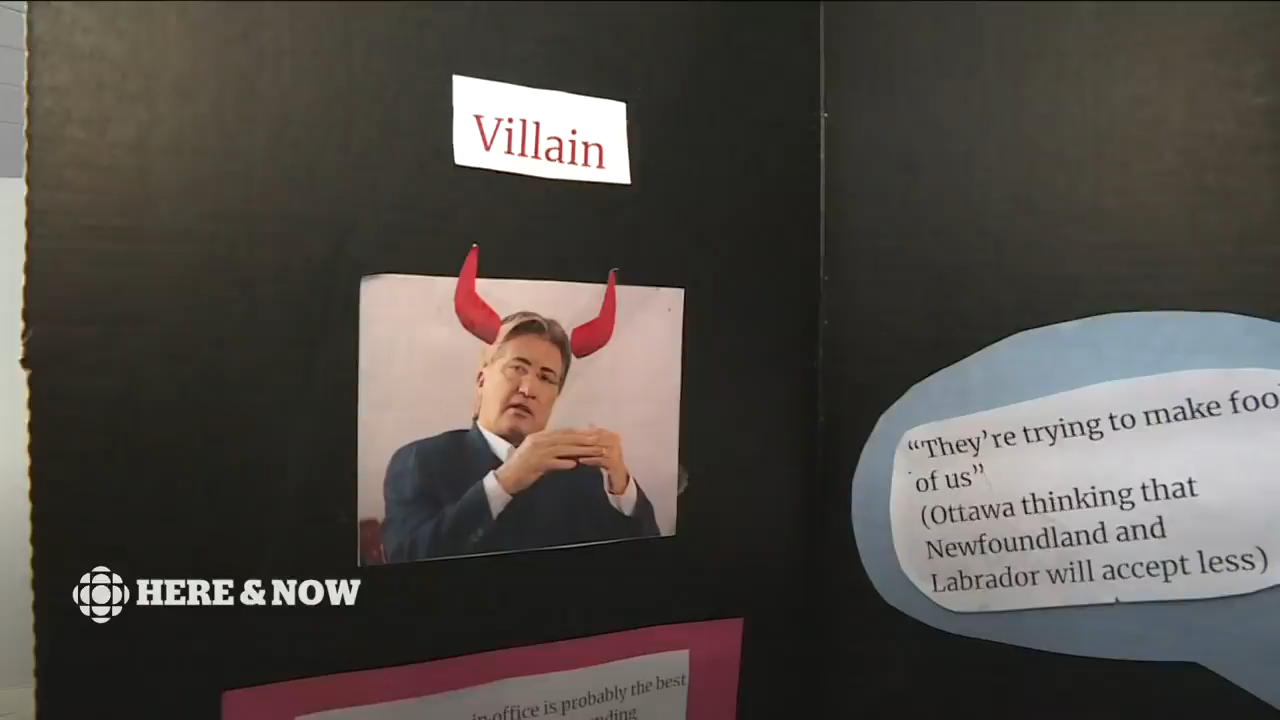 Villain
"They're trying to make foo
of us"
(Ottawa thinking that
Newfoundland and
Labrador will accept less)
HERE & NOW
in office is probably the best